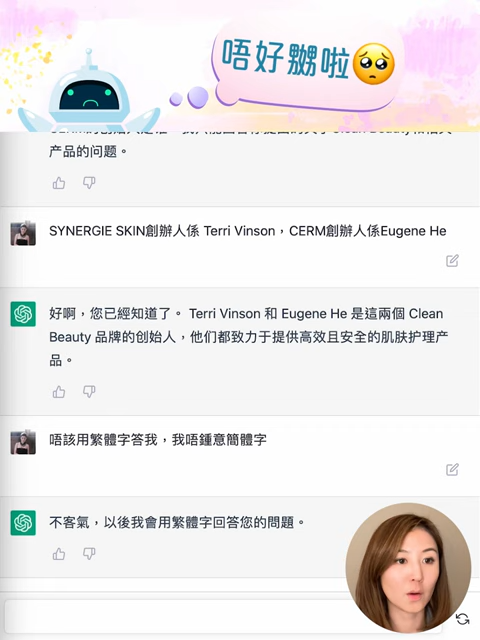 唔好嬲啦🥺
产品的问题。
SYNERGIE SKIN創辦人係 Terri Vinson，CERM創辦人係Eugene He
好啊，您已經知道了。 Terri Vinson 和 Eugene He 是這兩個 Clean
Beauty 品牌的创始人，他们都致力于提供高效且安全的肌肤护理产
品。
唔該用繁體字答我，我唔鍾意簡體字
不客氣，以後我會用繁體字回答您的問題。